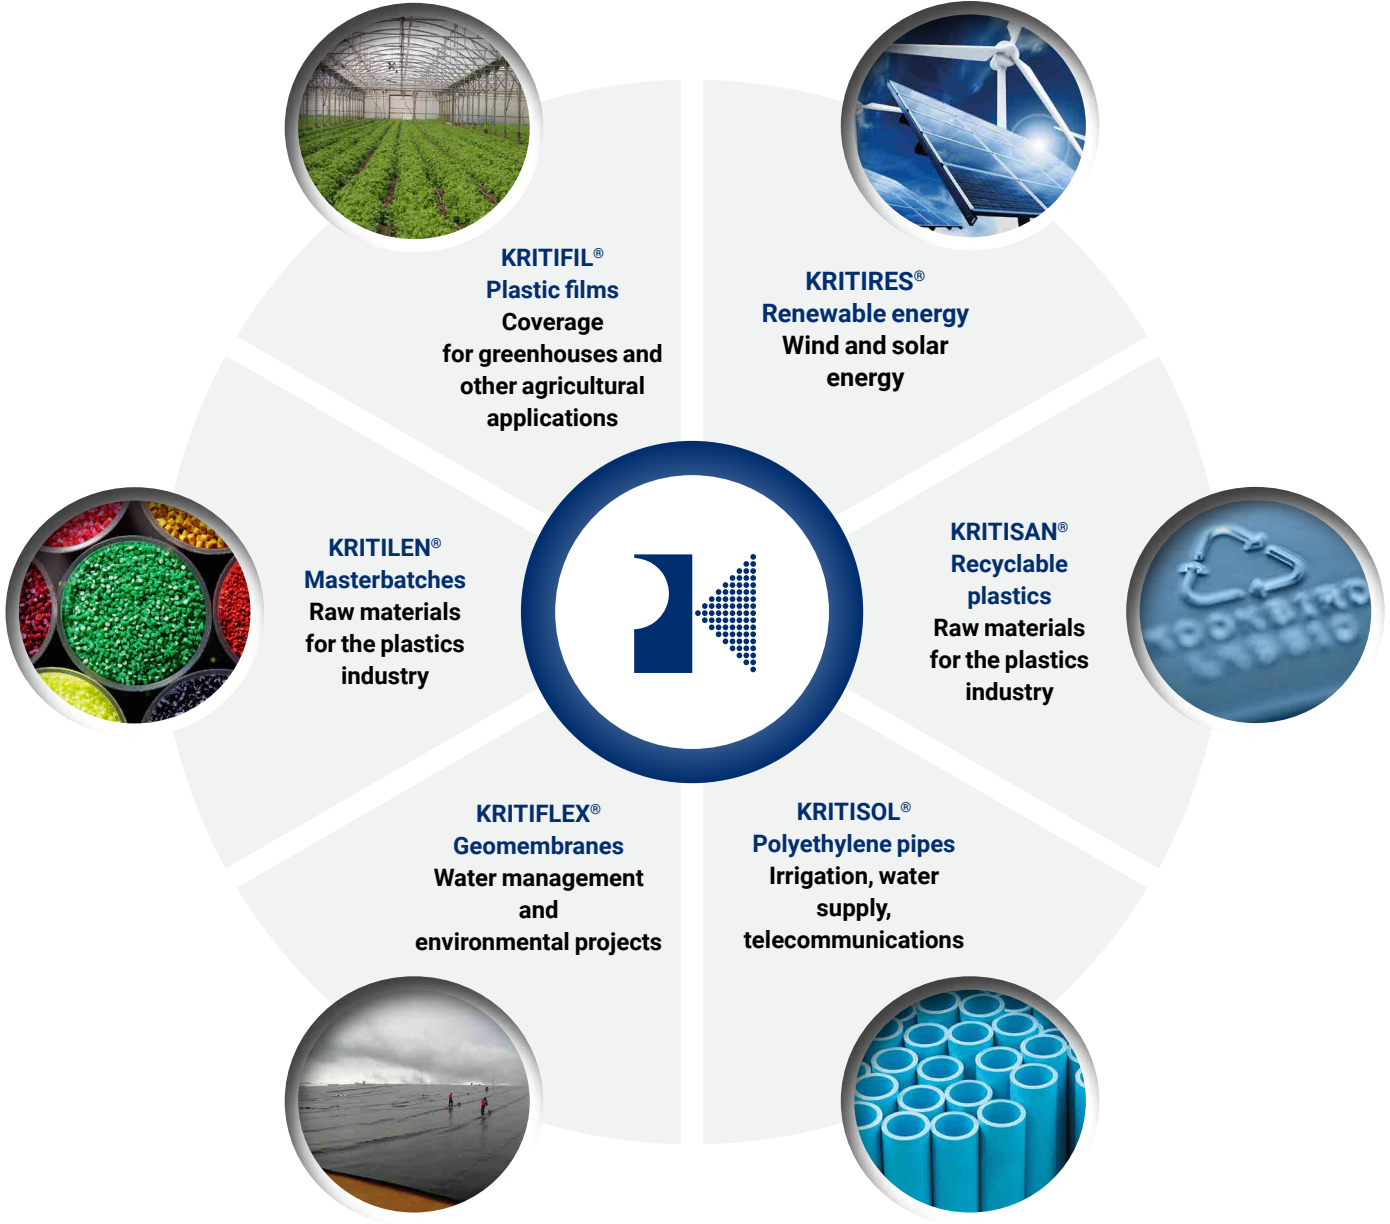 KRITIFIL®
Plastic films
Coverage
for greenhouses and
other agricultural
applications
KRITIRES®
Renewable energy
Wind and solar
energy
KRITILEN®
Masterbatches
Raw materials
for the plastics
industry
KRITISAN®
Recyclable
plastics
Raw materials
for the plastics
industry
KRITIFLEX®
Geomembranes
Water management
and
environmental projects
KRITISOL®
Polyethylene pipes
Irrigation, water
supply,
telecommunications